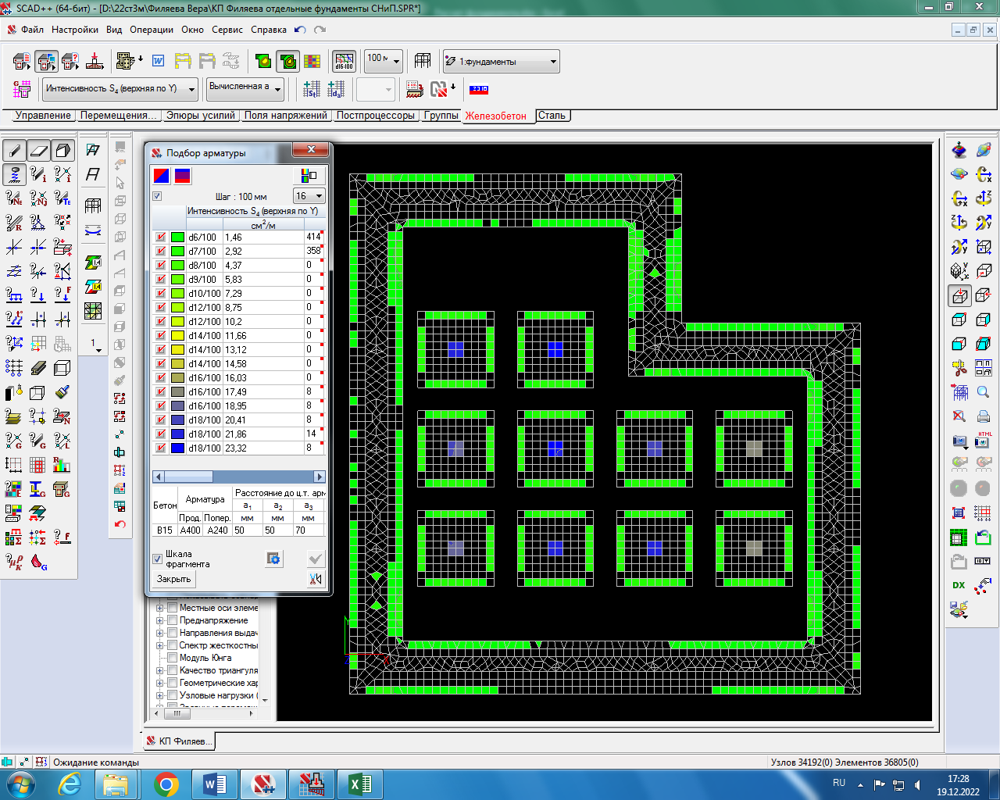 SCAD++ (64-бит) - [D:\22ст3м\Филяева Вера\КП Филяева отдельные фундаменты СНиП.SPR*]
Файл Настройки Вид Операции Окно Сервис Справка
d16:100 100 м 1:фундаменты
Интенсивность S4 (верхняя по Y) Вычисленная а
Управление Перемещения... Эпюры усилий Поля напряжений Постпроцессоры Группы Железобетон Сталь
Подбор арматуры
Шаг : 100 мм 16
Интенсивность S4 (верхняя по Y)
см2/м
d6/100 1,46 414
d7/100 2,92 358
d8/100 4,37 0
d9/100 5,83 0
d10/100 7,29 0
d12/100 8,75 0
d12/100 10,2 0
d14/100 11,66 0
d14/100 13,12 0
d14/100 14,58 0
d16/100 16,03 0
d16/100 17,49 8
d16/100 18,95 8
d18/100 20,41 8
d18/100 21,86 14
d18/100 23,32 8
Бетон Арматура Расстояние до ц.т. арм
a1 a2 a3
Прод. Попер. мм мм мм
B15 A400 A240 50 50 70
Шкала
фрагмента
Закрыть
Местные оси элеме
Преднапряжение
Направления выдач
Спектр жесткостны
Модуль Юнга
Качество триангуля
Геометрические хар
Узловые нагрузки (
Y
Z X
1
HTML
DX
КП Филяев...
Ожидание команды Узлов 34192(0) Элементов 36805(0)
RU 17:28
19.12.2022